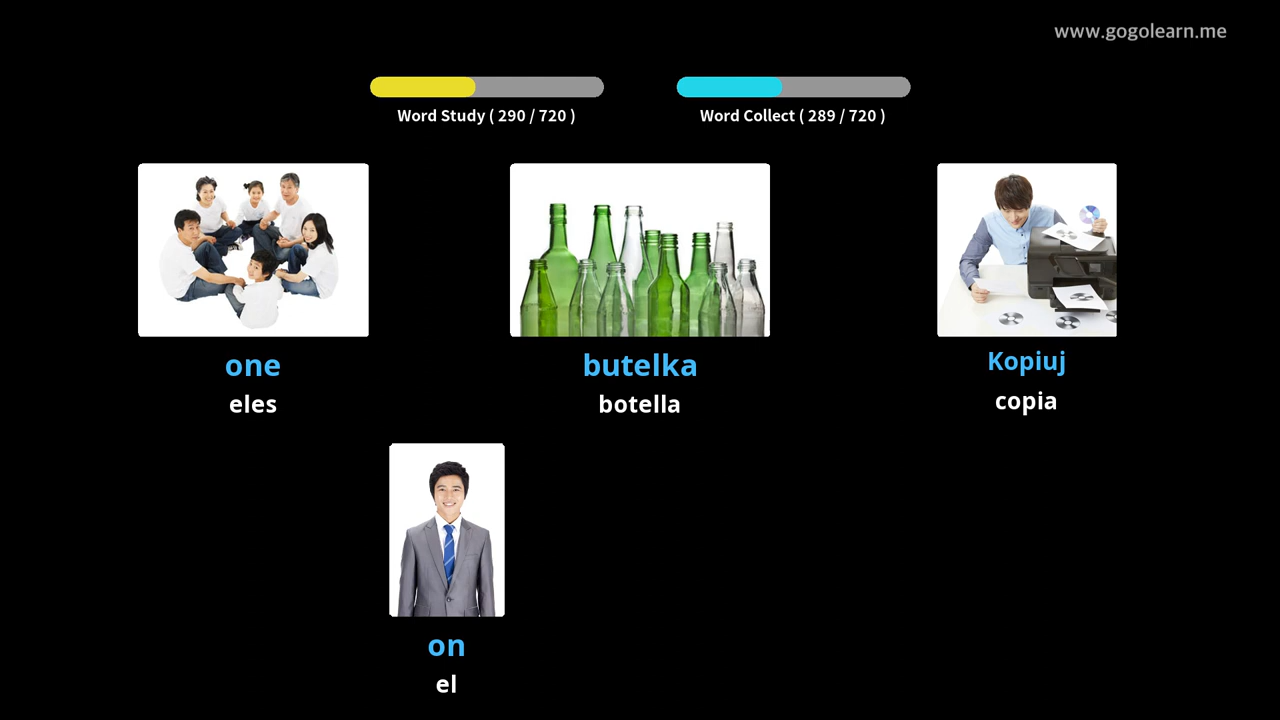 www.gogolearn.me
Word Study ( 290 / 720 )
Word Collect ( 289 / 720 )
one
eles
butelka
botella
Kopiuj
copia
on
el